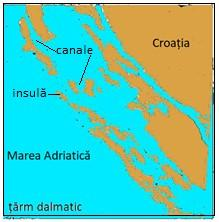 canale
Croația
insulă
Marea Adriatică
țărm dalmatic